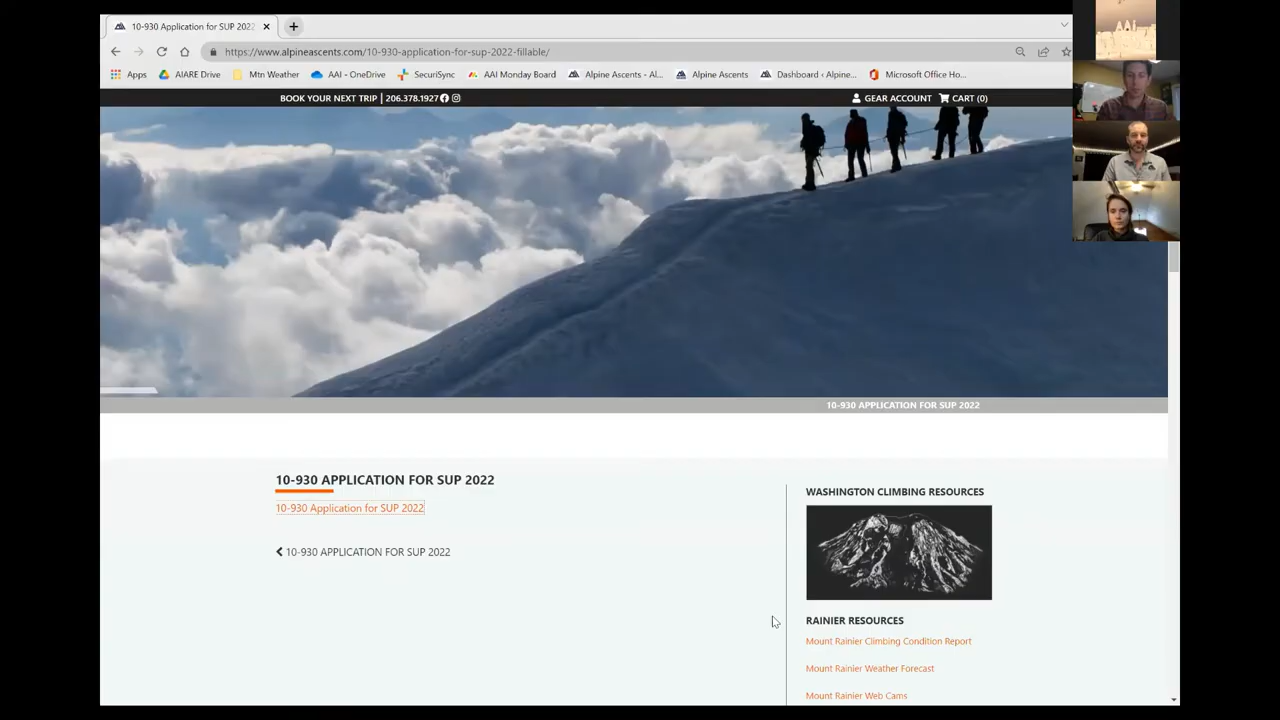 10-930 Application for SUP 2022
https://www.alpineascents.com/10-930-application-for-sup-2022-fillable/
Apps
AIARE Drive
Mtn Weather
AAI - OneDrive
SecuriSync
AAI Monday Board
Alpine Ascents - Al...
Alpine Ascents
Dashboard ‹ Alpine...
Microsoft Office Ho...
BOOK YOUR NEXT TRIP | 206.378.1927
GEAR ACCOUNT
CART (0)
AAi
10-930 APPLICATION FOR SUP 2022
10-930 APPLICATION FOR SUP 2022
10-930 Application for SUP 2022
10-930 APPLICATION FOR SUP 2022
WASHINGTON CLIMBING RESOURCES
RAINIER RESOURCES
Mount Rainier Climbing Condition Report
Mount Rainier Weather Forecast
Mount Rainier Web Cams